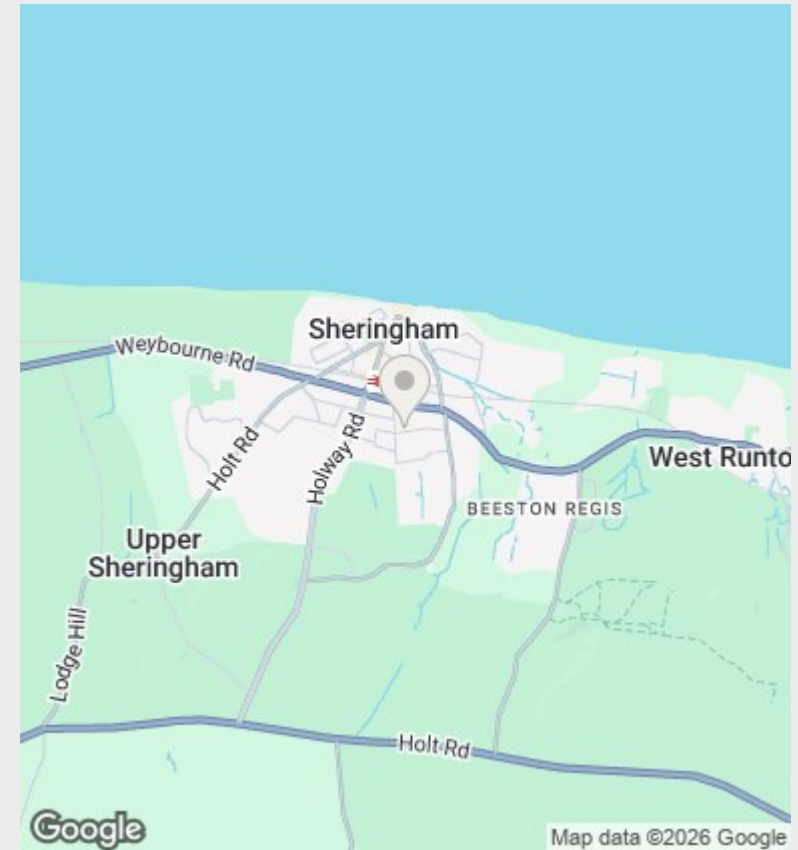 Sheringham
Weybourne Rd
Holt Rd
Holway Rd
West Runto
BEESTON REGIS
Upper
Sheringham
Lodge Hill
Holt Rd
Google
Map data ©2026 Google